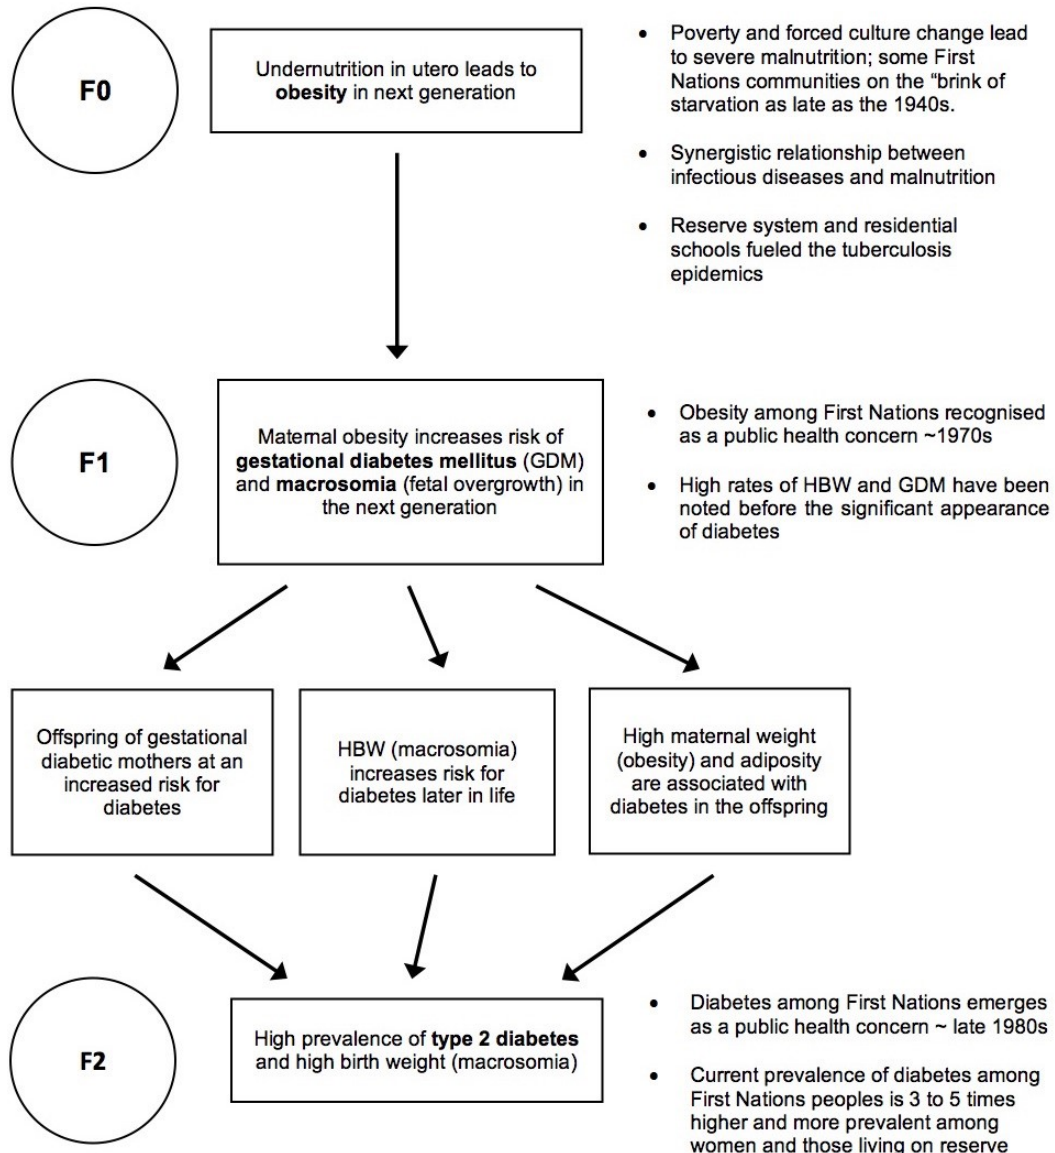 F0
Undernutrition in utero leads to
obesity in next generation
• Poverty and forced culture change lead
to severe malnutrition; some First
Nations communities on the “brink of
starvation as late as the 1940s.
• Synergistic relationship between
infectious diseases and malnutrition
• Reserve system and residential
schools fueled the tuberculosis
epidemics
F1
Maternal obesity increases risk of
gestational diabetes mellitus (GDM)
and macrosomia (fetal overgrowth) in
the next generation
• Obesity among First Nations recognised
as a public health concern ~1970s
• High rates of HBW and GDM have been
noted before the significant appearance
of diabetes
Offspring of gestational
diabetic mothers at an
increased risk for
diabetes
HBW (macrosomia)
increases risk for
diabetes later in life
High maternal weight
(obesity) and adiposity
are associated with
diabetes in the offspring
F2
High prevalence of type 2 diabetes
and high birth weight (macrosomia)
• Diabetes among First Nations emerges
as a public health concern ~ late 1980s
• Current prevalence of diabetes among
First Nations peoples is 3 to 5 times
higher and more prevalent among
women and those living on reserve